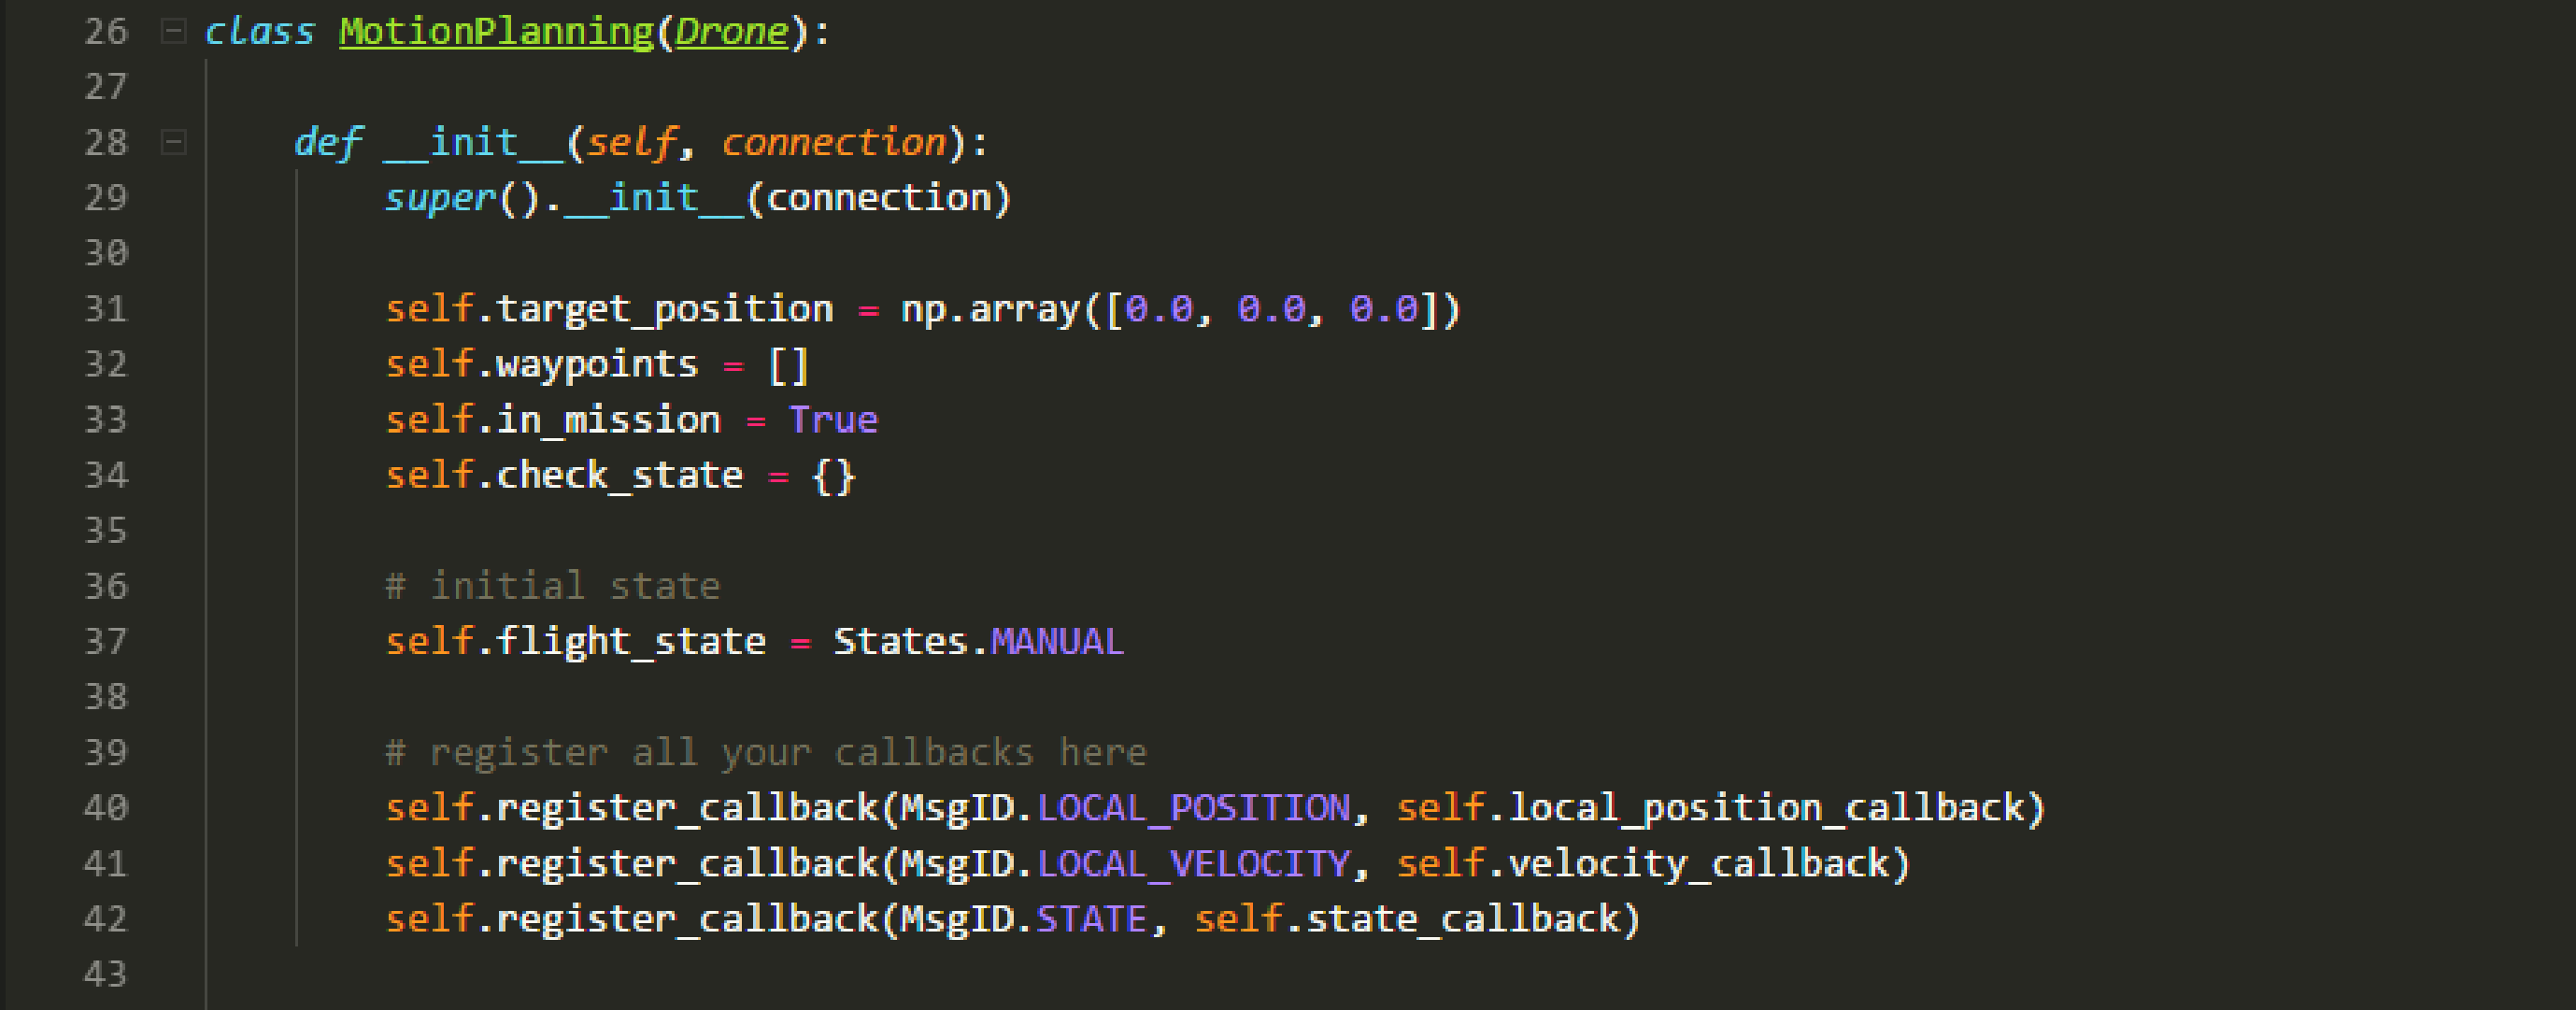 26 class MotionPlanning(Drone):
27
28     def __init__(self, connection):
29         super().__init__(connection)
30
31         self.target_position = np.array([0.0, 0.0, 0.0])
32         self.waypoints = []
33         self.in_mission = True
34         self.check_state = {}
35
36         # initial state
37         self.flight_state = States.MANUAL
38
39         # register all your callbacks here
40         self.register_callback(MsgID.LOCAL_POSITION, self.local_position_callback)
41         self.register_callback(MsgID.LOCAL_VELOCITY, self.velocity_callback)
42         self.register_callback(MsgID.STATE, self.state_callback)
43